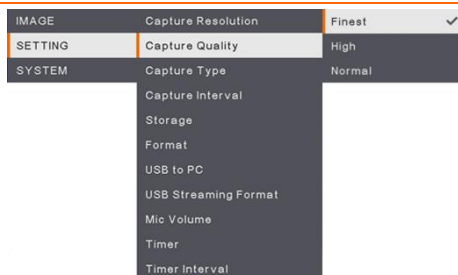 IMAGE
SETTING
SYSTEM
Capture Resolution
Capture Quality
Capture Type
Capture Interval
Storage
Format
USB to PC
USB Streaming Format
Mic Volume
Timer
Timer Interval
Finest
High
Normal